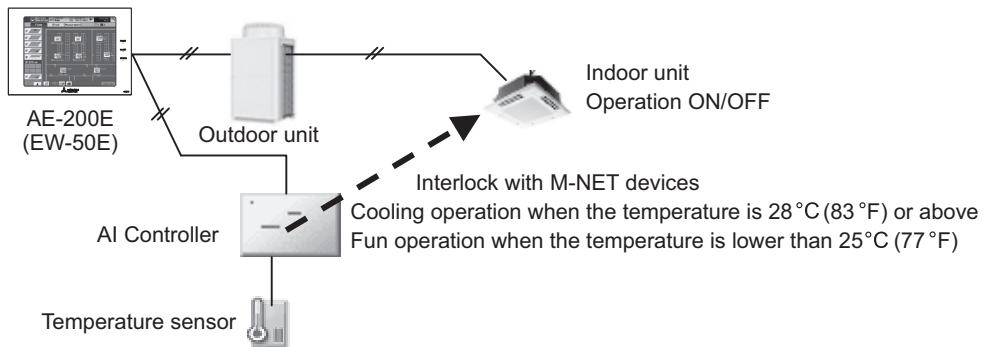 AE-200E
(EW-50E)
Outdoor unit
Indoor unit
Operation ON/OFF
Interlock with M-NET devices
Cooling operation when the temperature is 28°C (83°F) or above
Fun operation when the temperature is lower than 25°C (77°F)
AI Controller
Temperature sensor